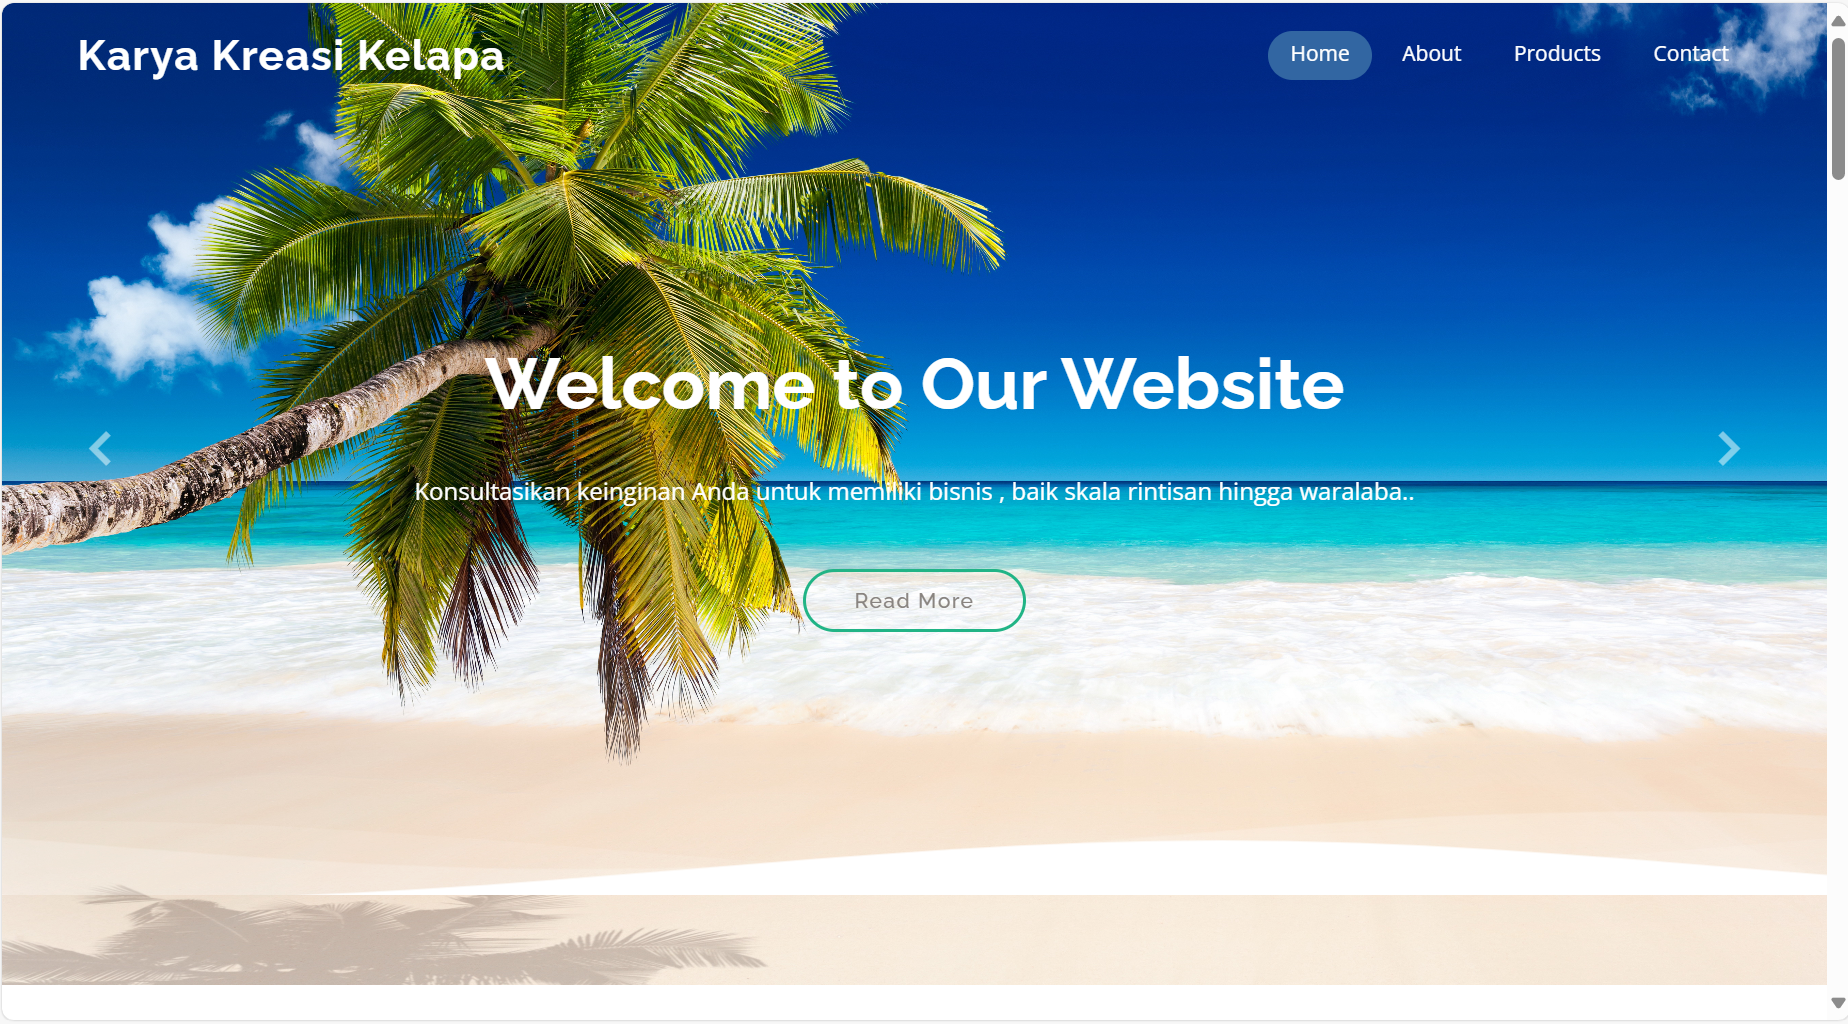 Karya Kreasi Kelapa
Home About Products Contact
Welcome to Our Website
Konsultasikan keinginan Anda untuk memiliki bisnis , baik skala rintisan hingga waralaba..
Read More